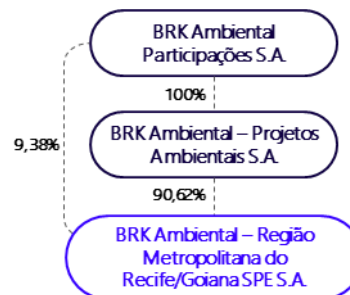 BRK Ambiental
Participações S.A.
100%
9,38%
BRK Ambiental – Projetos
Ambientais S.A.
90,62%
BRK Ambiental – Região
Metropolitana do
Recife/Goiana SPE S.A.